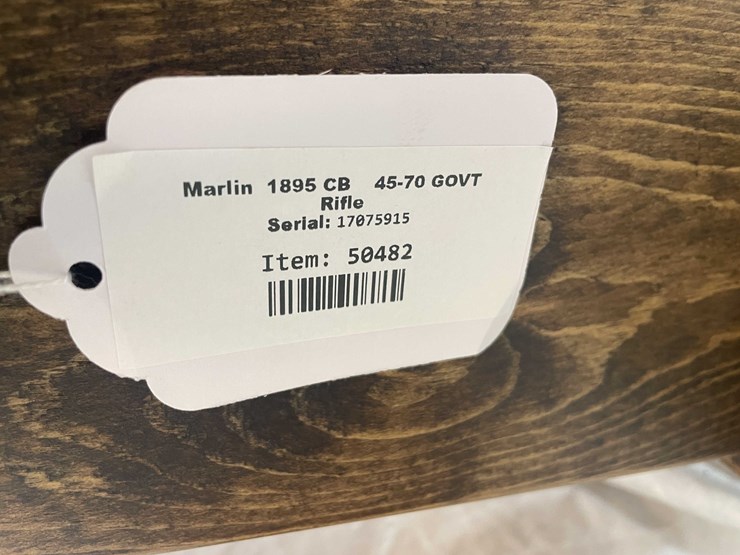 Marlin 1895 CB 45-70 GOVT
Rifle
Serial: 17075915
Item: 50482